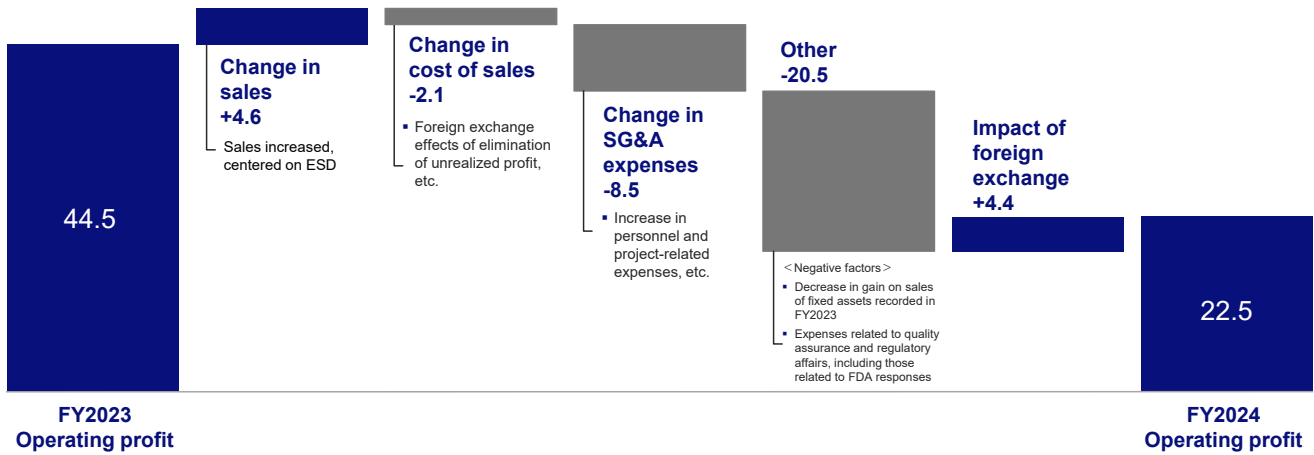 44.5
FY2023
Operating profit
Change in
sales
+4.6
Sales increased,
centered on ESD
Change in
cost of sales
-2.1
▪ Foreign exchange
effects of elimination
of unrealized profit,
etc.
Change in
SG&A
expenses
-8.5
▪ Increase in
personnel and
project-related
expenses, etc.
Other
-20.5
＜Negative factors＞
▪ Decrease in gain on sales
of fixed assets recorded in
FY2023
▪ Expenses related to quality
assurance and regulatory
affairs, including those
related to FDA responses
Impact of
foreign
exchange
+4.4
22.5
FY2024
Operating profit